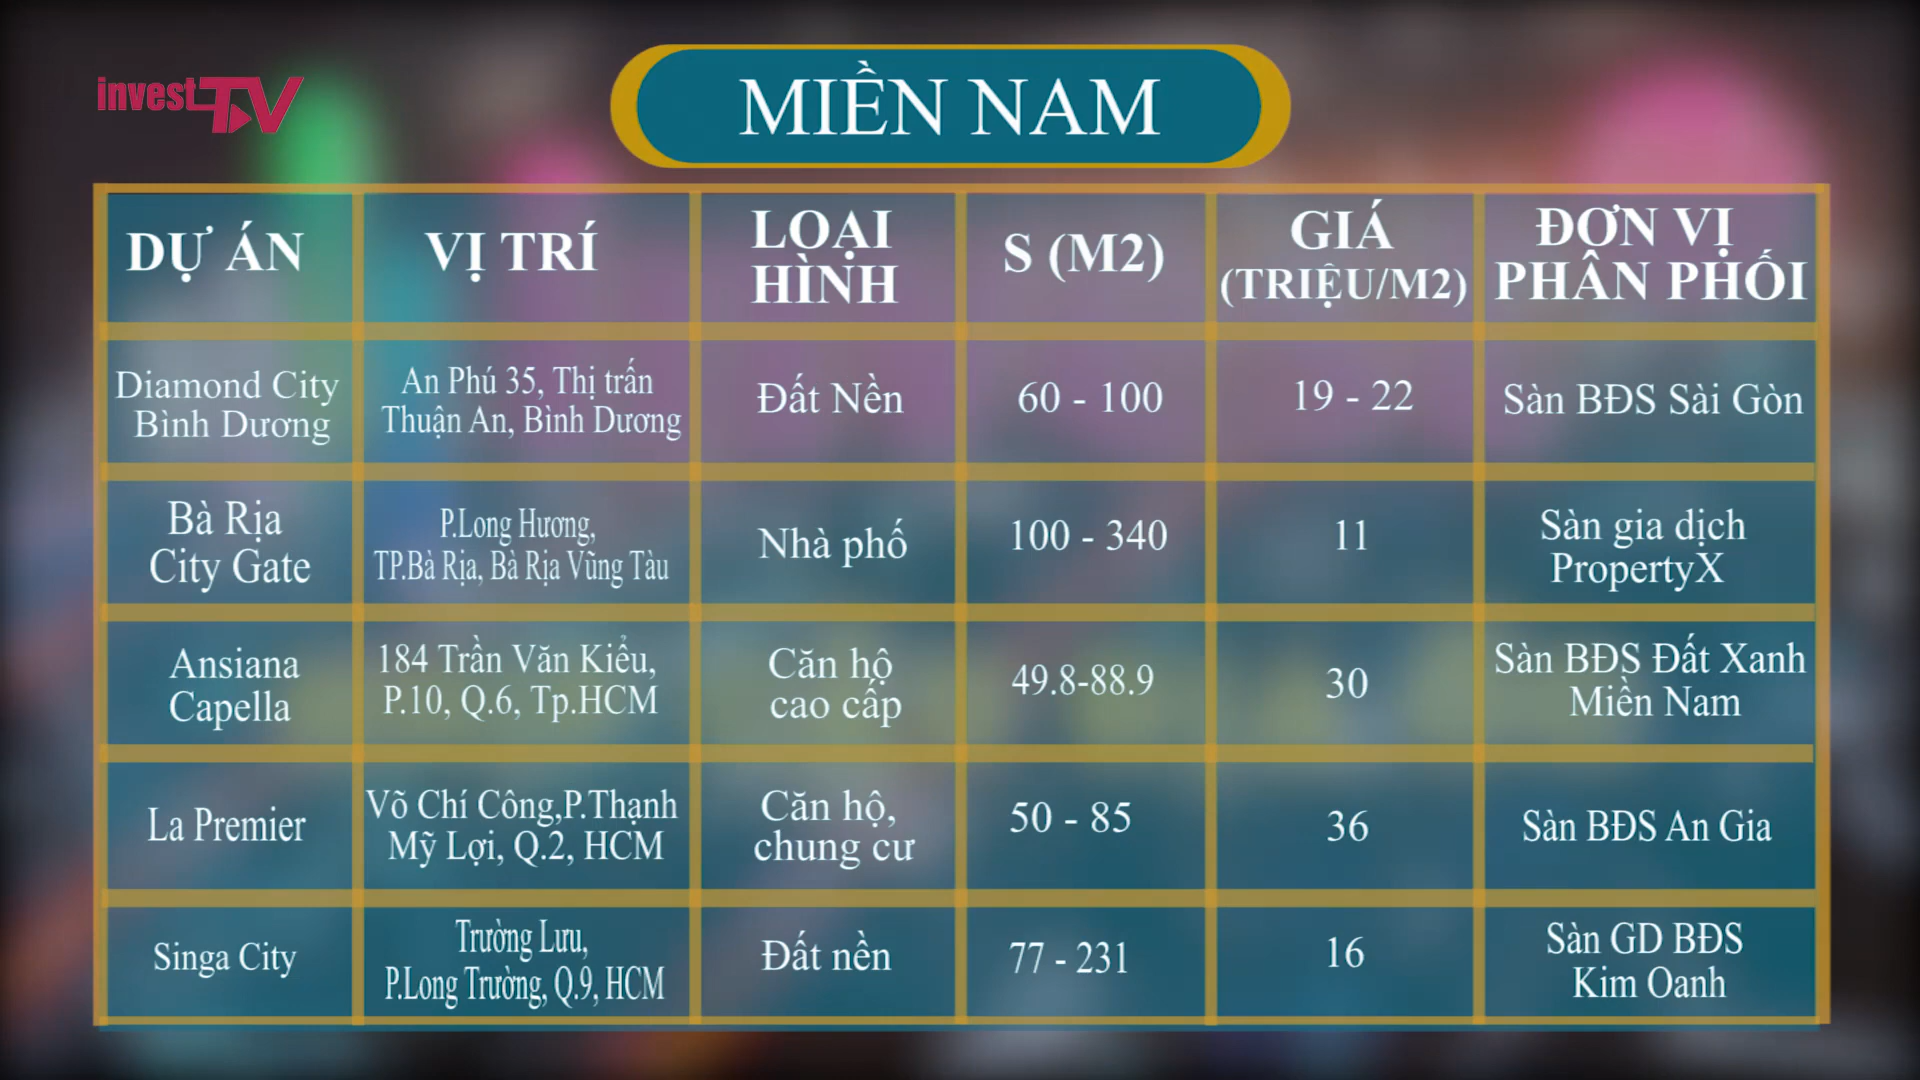 investTV
MIỀN NAM
DỰ ÁN
VỊ TRÍ
LOẠI
HÌNH
S (M2)
GIÁ
(TRIỆU/M2)
ĐƠN VỊ
PHÂN PHỐI
Diamond City
Bình Dương
An Phú 35, Thị trấn
Thuận An, Bình Dương
Đất Nền
60 - 100
19 - 22
Sàn BĐS Sài Gòn
Bà Rịa
City Gate
P.Long Hương,
TP.Bà Rịa, Bà Rịa Vũng Tàu
Nhà phố
100 - 340
11
Sàn gia dịch
PropertyX
Ansiana
Capella
184 Trần Văn Kiểu,
P.10, Q.6, Tp.HCM
Căn hộ
cao cấp
49.8-88.9
30
Sàn BĐS Đất Xanh
Miền Nam
La Premier
Võ Chí Công,P.Thạnh
Mỹ Lợi, Q.2, HCM
Căn hộ,
chung cư
50 - 85
36
Sàn BĐS An Gia
Singa City
Trường Lưu,
P.Long Trường, Q.9, HCM
Đất nền
77 - 231
16
Sàn GD BĐS
Kim Oanh